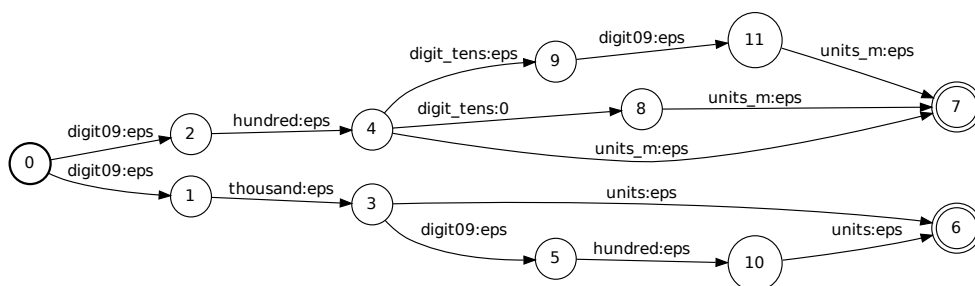 digit_tens:eps
digit09:eps
11
units_m:eps
9
digit_tens:0
8
units_m:eps
7
digit09:eps
2
hundred:eps
4
units_m:eps
0
digit09:eps
1
thousand:eps
3
units:eps
6
digit09:eps
5
hundred:eps
10
units:eps